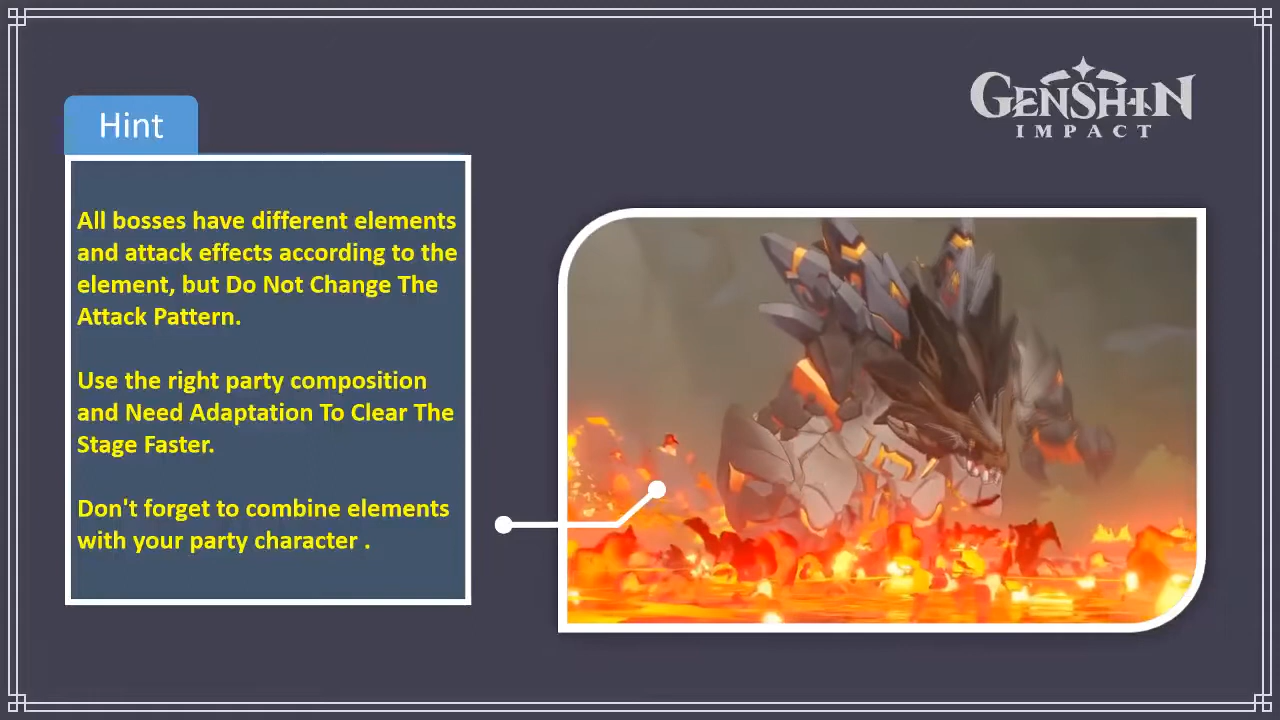 GENSHIN
IMPACT
Hint
All bosses have different elements
and attack effects according to the
element, but Do Not Change The
Attack Pattern.
Use the right party composition
and Need Adaptation To Clear The
Stage Faster.
Don't forget to combine elements
with your party character .